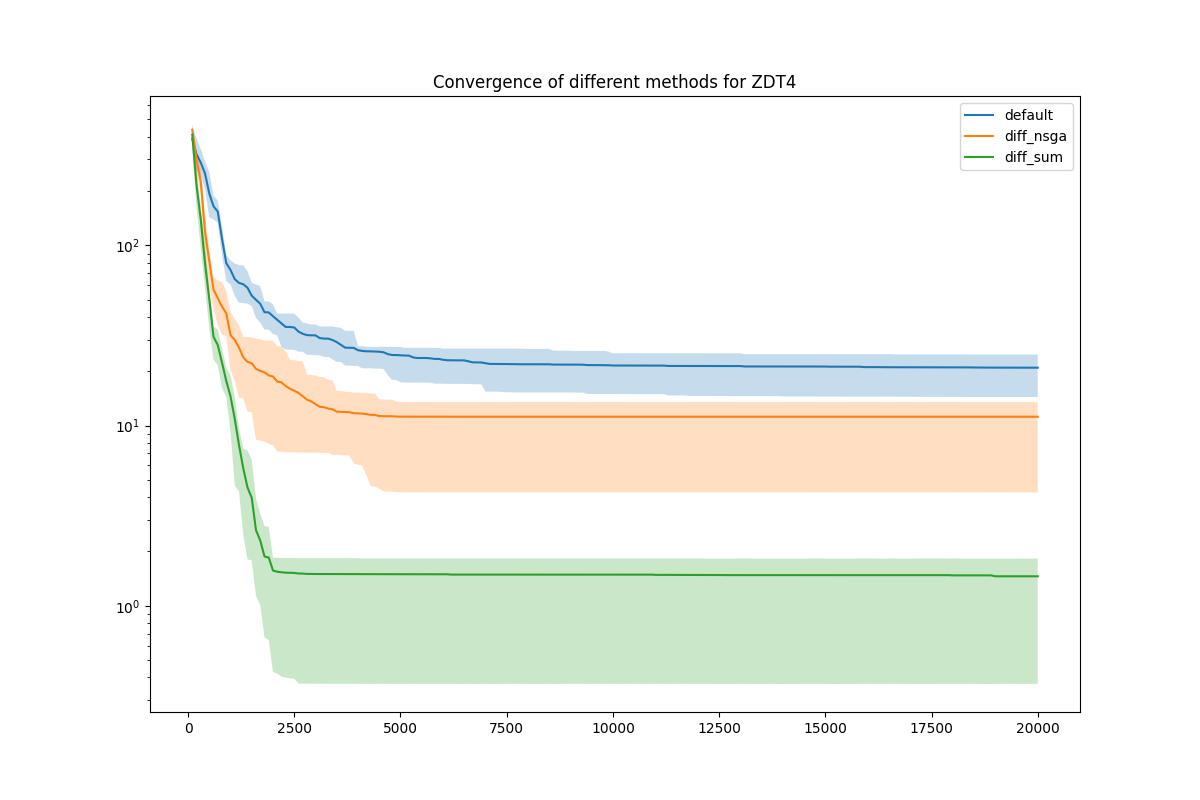 Convergence of different methods for ZDT4
default
diff_nsga
diff_sum
10²
10¹
10⁰
0 2500 5000 7500 10000 12500 15000 17500 20000